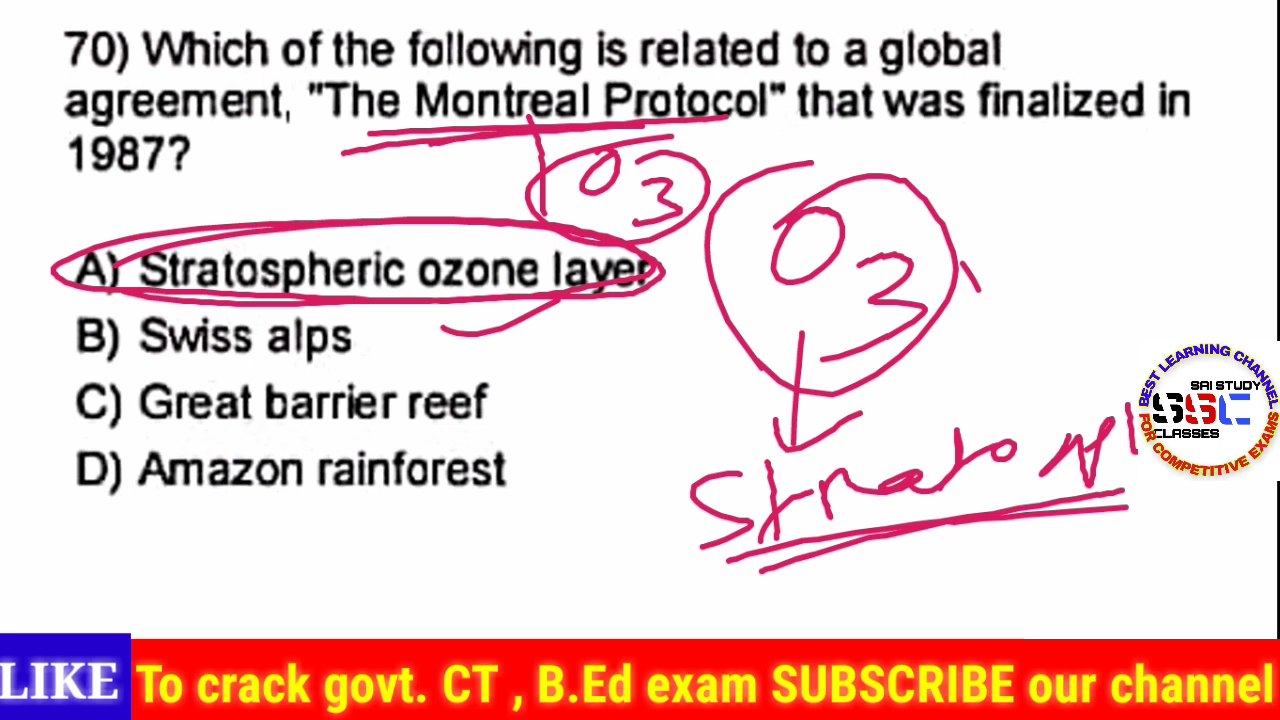 70) Which of the following is related to a global
agreement, "The Montreal Protocol" that was finalized in
1987?
O3
O3
A) Stratospheric ozone layer
B) Swiss alps
C) Great barrier reef
D) Amazon rainforest
BEST LEARNING CHANNEL
SAI STUDY
SSC
CLASSES
FOR COMPETITIVE EXAMS
LIKE To crack govt. CT , B.Ed exam SUBSCRIBE our channel